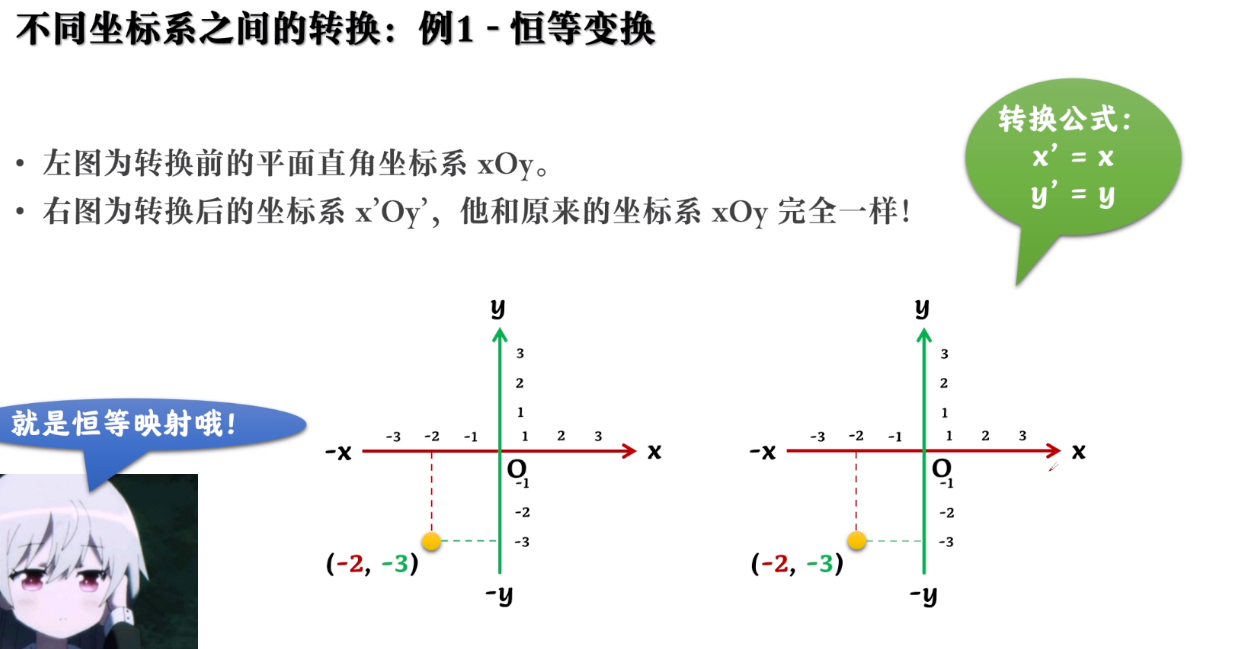 不同坐标系之间的转换：例1 - 恒等变换
• 左图为转换前的平面直角坐标系 xOy。
• 右图为转换后的坐标系 x’Oy’，他和原来的坐标系 xOy 完全一样！
转换公式：
x’ = x
y’ = y
就是恒等映射哦！
y
3
2
1
-3 -2 -1 1 2 3
-x x
O
-1
-2
-3
(-2, -3)
-y
y
3
2
1
-3 -2 -1 1 2 3
-x x
O
-1
-2
-3
(-2, -3)
-y